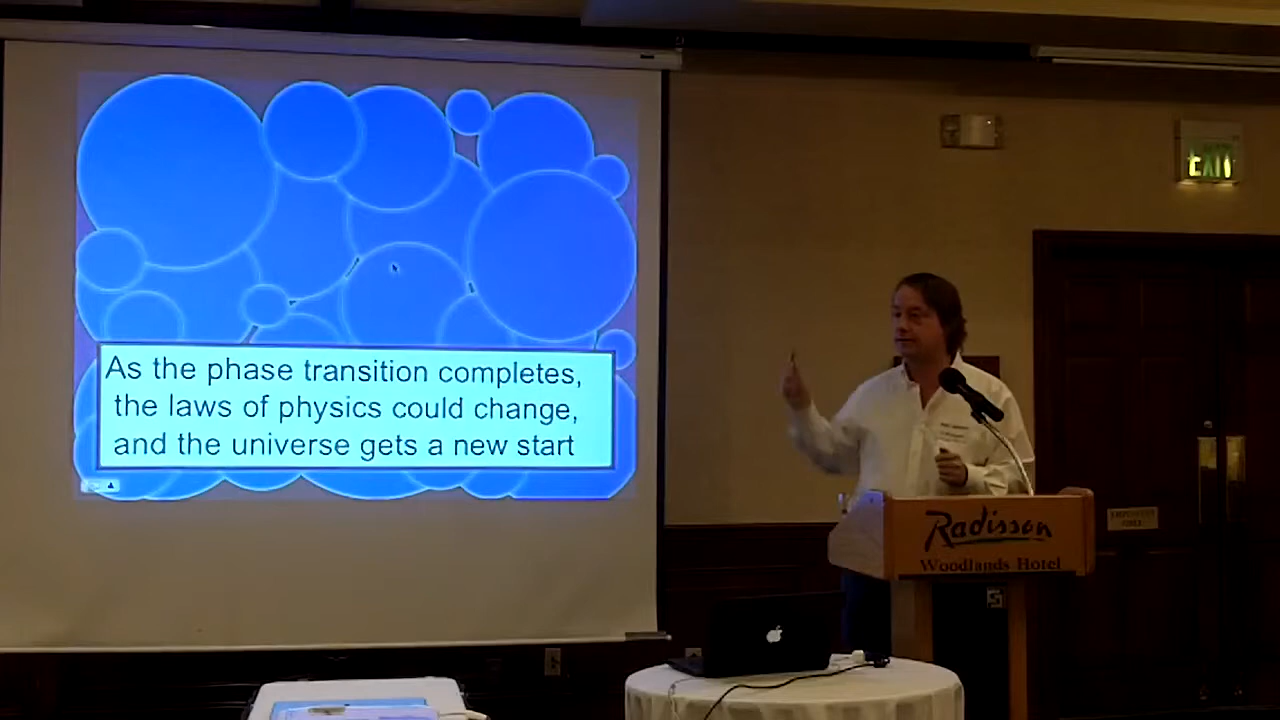 As the phase transition completes,
the laws of physics could change,
and the universe gets a new start
EXIT
Radisson
Woodlands Hotel